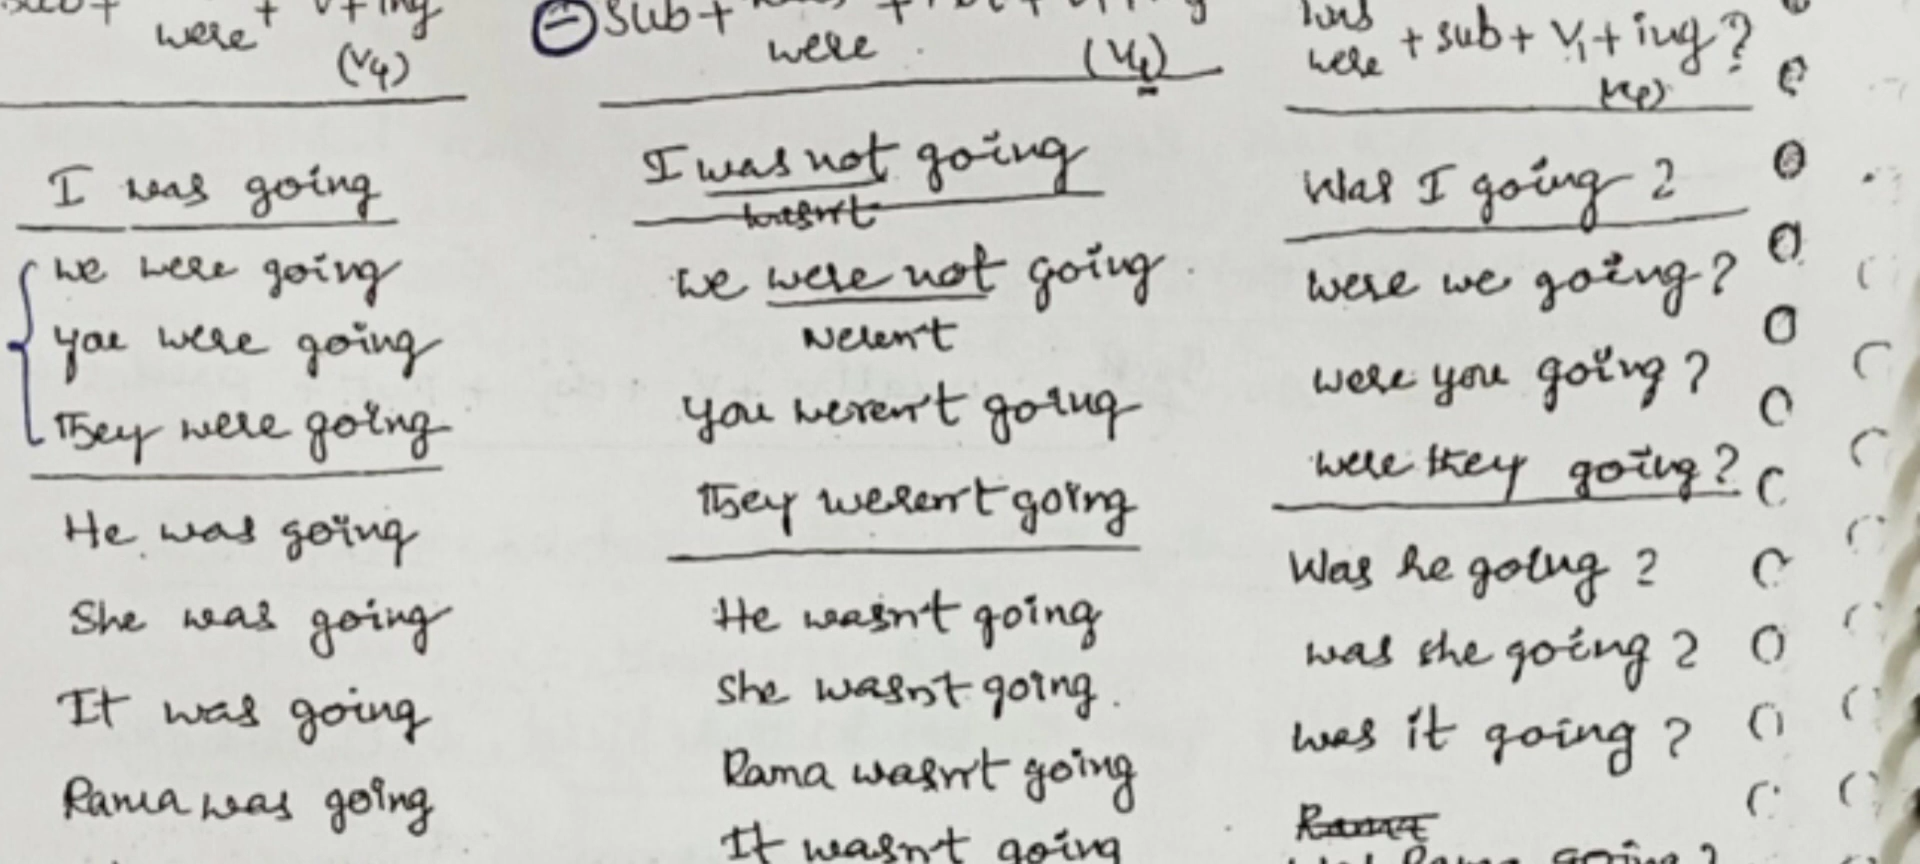 were + V+ing
(V4)
I was going
we were going
you were going
They were going
He was going
She was going
It was going
Rama was going
⊖ Sub +
were
I was not going
wasn't
we were not going
weren't
you weren't going
They weren't going
He wasn't going
She wasn't going.
Rama wasn't going
It wasn't going
was
were + sub + V1 + ing ?
Was I going ?
were we going ?
were you going ?
were they going ?
Was he going ?
was she going ?
was it going ?
Rama
Rama going ?